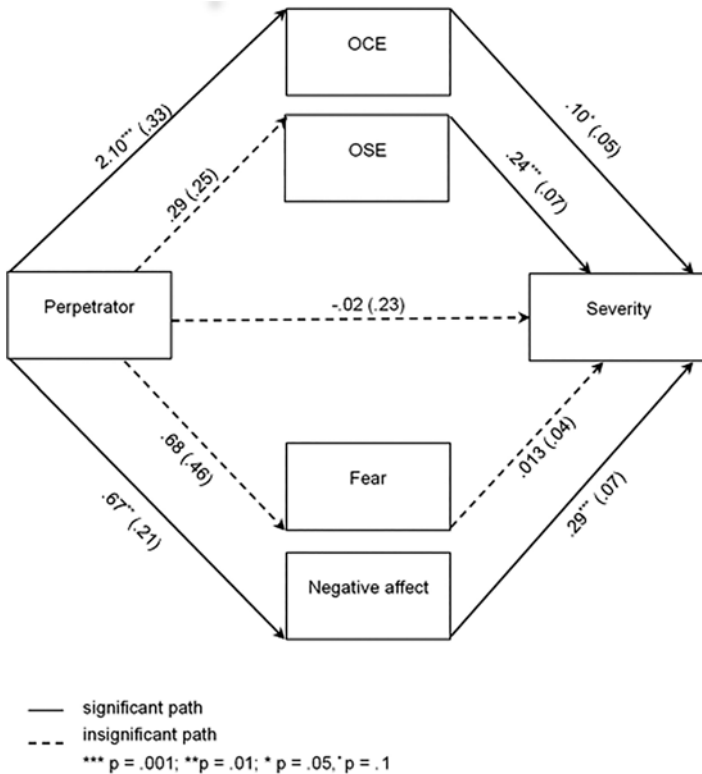 OCE
2.10*** (.33)
.10* (.05)
OSE
.29 (.25)
.24*** (.07)
Perpetrator
-.02 (.23)
Severity
.68 (.46)
Fear
.013 (.04)
.67** (.21)
Negative affect
.29*** (.07)
significant path
insignificant path
*** p = .001; **p = .01; * p = .05,˙p = .1